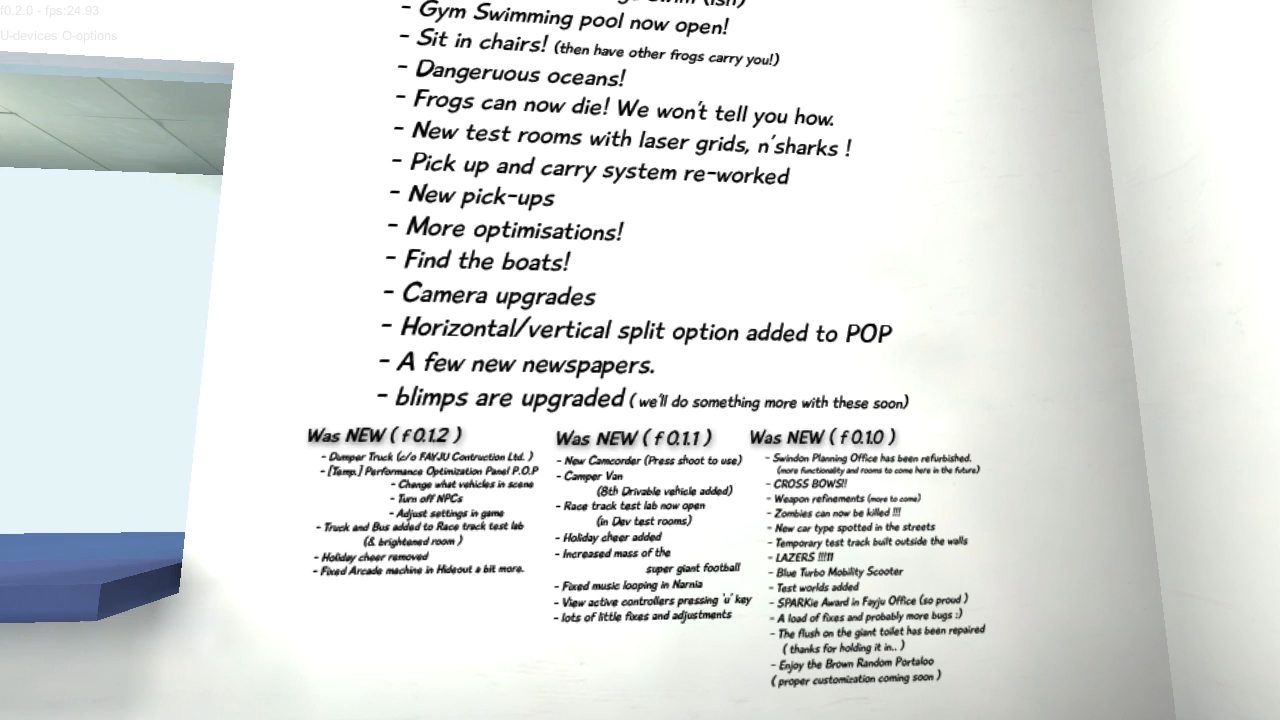 f0.2.0 - fps:24.93
U-devices O-options
- Gym Swimming pool now open!
- Sit in chairs! (then have other frogs carry you!)
- Dangeruous oceans!
- Frogs can now die! We won't tell you how.
- New test rooms with laser grids, n'sharks !
- Pick up and carry system re-worked
- New pick-ups
- More optimisations!
- Find the boats!
- Camera upgrades
- Horizontal/vertical split option added to POP
- A few new newspapers.
- blimps are upgraded ( we'll do something more with these soon)
Was NEW ( f 0.1.2 )
- Dumper Truck (c/o FAYJU Contruction Ltd. )
- [Temp.] Performance Optimization Panel P.O.P
- Change what vehicles in scene
- Turn off NPCs
- Adjust settings in game
- Truck and Bus added to Race track test lab
(& brightened room )
- Holiday cheer removed
- Fixed Arcade machine in Hideout a bit more.
Was NEW ( f 0.1.1 )
- New Camcorder (Press shoot to use)
- Camper Van
(8th Drivable vehicle added)
- Race track test lab now open
(in Dev test rooms)
- Holiday cheer added
- Increased mass of the
super giant football
- Fixed music looping in Narnia
- View active controllers pressing 'u' key
- lots of little fixes and adjustments
Was NEW ( f 0.1.0 )
- Swindon Planning Office has been refurbished.
(more functionality and rooms to come here in the future)
- CROSS BOWS!!
- Weapon refinements (more to come)
- Zombies can now be killed !!!
- New car type spotted in the streets
- Temporary test track built outside the walls
- LAZERS !!!11
- Blue Turbo Mobility Scooter
- Test worlds added
- SPARKie Award in Fayju Office (so proud )
- A load of fixes and probably more bugs :)
- The flush on the giant toilet has been repaired
( thanks for holding it in.. )
- Enjoy the Brown Random Portaloo
( proper customization coming soon )